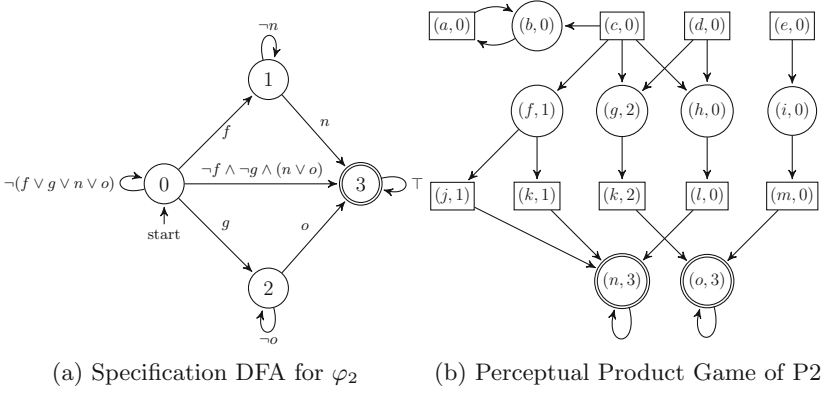 ¬n
1
f
n
¬(f ∨ g ∨ n ∨ o)
0
¬f ∧ ¬g ∧ (n ∨ o)
3
⊤
start
g
o
2
¬o
(a) Specification DFA for φ₂
(a, 0)
(b, 0)
(c, 0)
(d, 0)
(e, 0)
(f, 1)
(g, 2)
(h, 0)
(i, 0)
(j, 1)
(k, 1)
(k, 2)
(l, 0)
(m, 0)
(n, 3)
(o, 3)
(b) Perceptual Product Game of P2